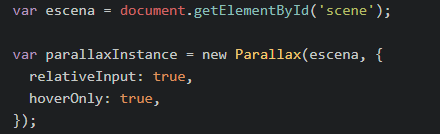 var escena = document.getElementById('scene');
var parallaxInstance = new Parallax(escena, {
  relativeInput: true,
  hoverOnly: true,
});